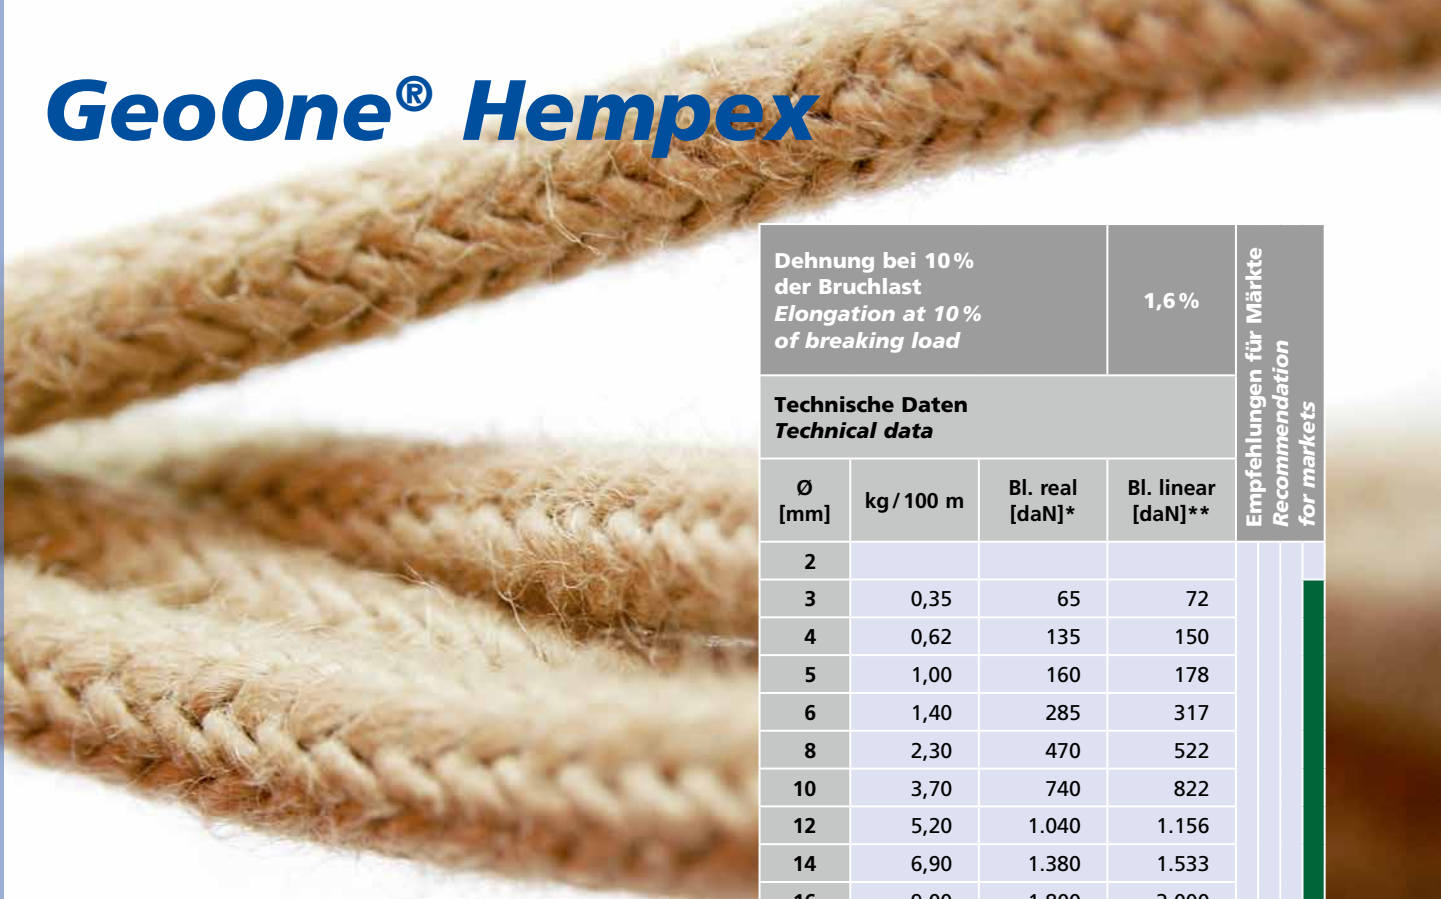 GeoOne® Hempex
Dehnung bei 10 %
der Bruchlast
Elongation at 10 %
of breaking load
1,6 %
Empfehlungen für Märkte
Recommendation
for markets
Technische Daten
Technical data
Ø
[mm]
kg / 100 m
Bl. real
[daN]*
Bl. linear
[daN]**
2
3 0,35 65 72
4 0,62 135 150
5 1,00 160 178
6 1,40 285 317
8 2,30 470 522
10 3,70 740 822
12 5,20 1.040 1.156
14 6,90 1.380 1.533